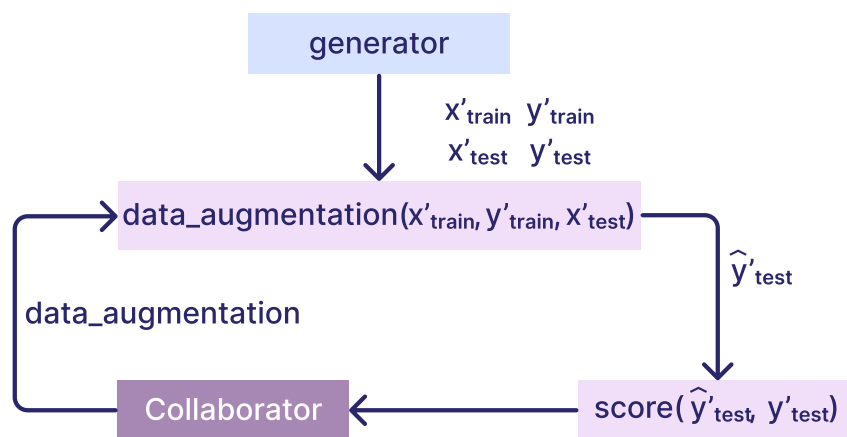 generator
x’train y’train
x’test y’test
data_augmentation(x’train, y’train, x’test)
ŷ’test
data_augmentation
Collaborator
score(ŷ’test, y’test)